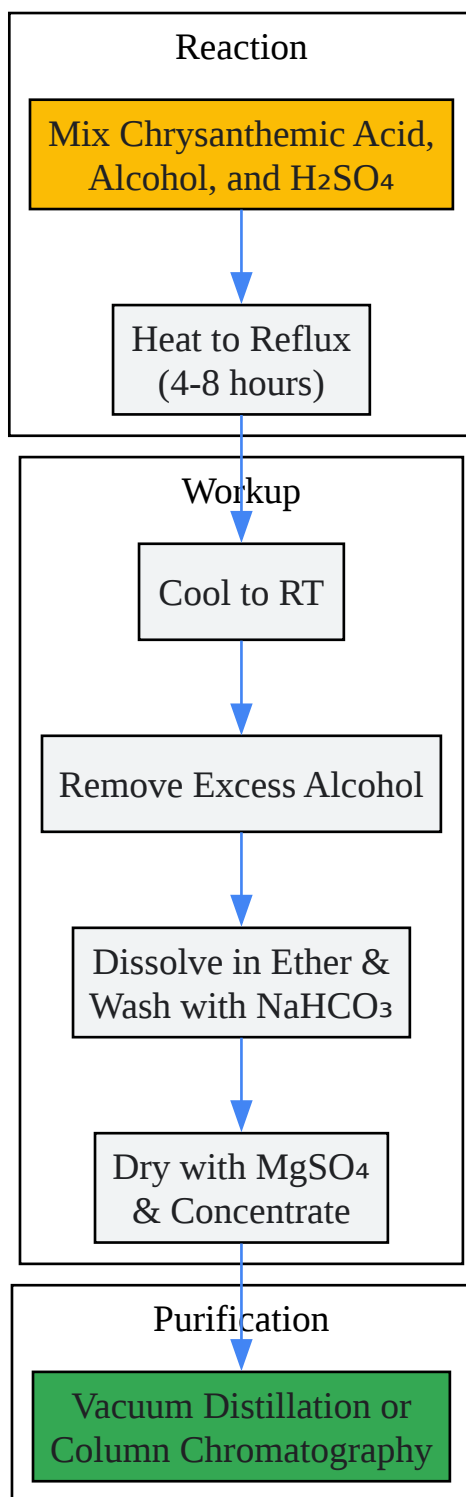 Reaction
Mix Chrysanthemic Acid,
Alcohol, and H₂SO₄
Heat to Reflux
(4-8 hours)
Workup
Cool to RT
Remove Excess Alcohol
Dissolve in Ether &
Wash with NaHCO₃
Dry with MgSO₄
& Concentrate
Purification
Vacuum Distillation or
Column Chromatography